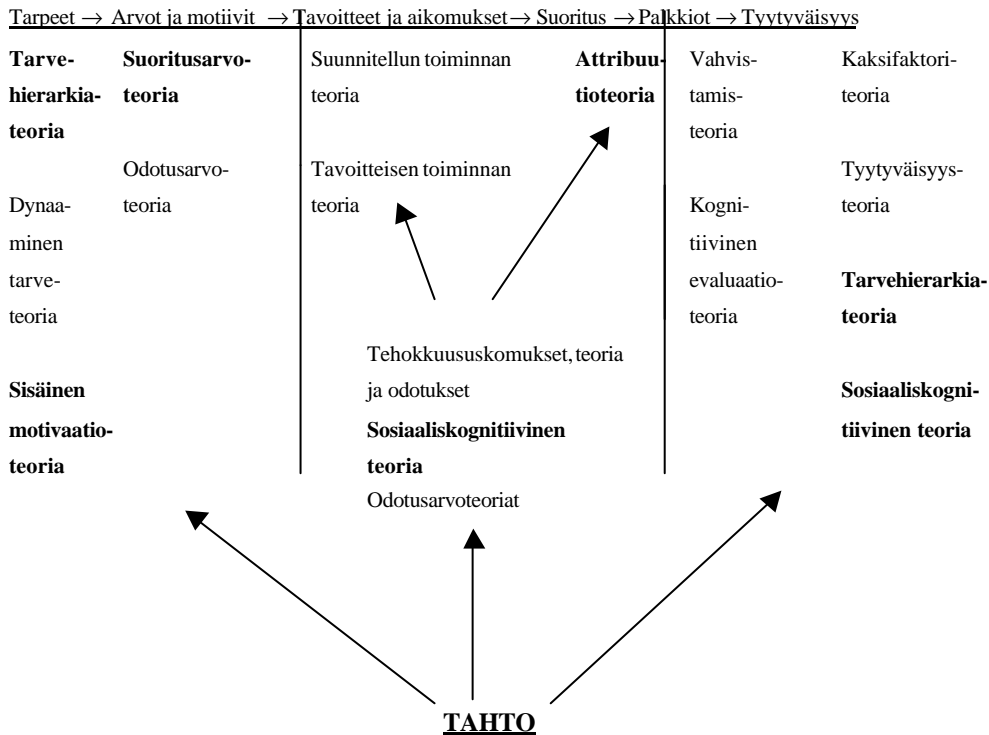 Tarpeet → Arvot ja motiivit → Tavoitteet ja aikomukset → Suoritus → Palkkiot → Tyytyväisyys
Tarve-
hierarkia-
teoria
Dynaa-
minen
tarve-
teoria
Sisäinen
motivaatio-
teoria
Suoritusarvo-
teoria
Odotusarvo-
teoria
Suunnitellun toiminnan
teoria
Tavoitteisen toiminnan
teoria
Attribuu-
tioteoria
Tehokkuususkomukset, teoria
ja odotukset
Sosiaaliskognitiivinen
teoria
Odotusarvoteoriat
Vahvis-
tamis-
teoria
Kogni-
tiivinen
evaluaatio-
teoria
Kaksifaktori-
teoria
Tyytyväisyys-
teoria
Tarvehierarkia-
teoria
Sosiaaliskogni-
tiivinen teoria
TAHTO